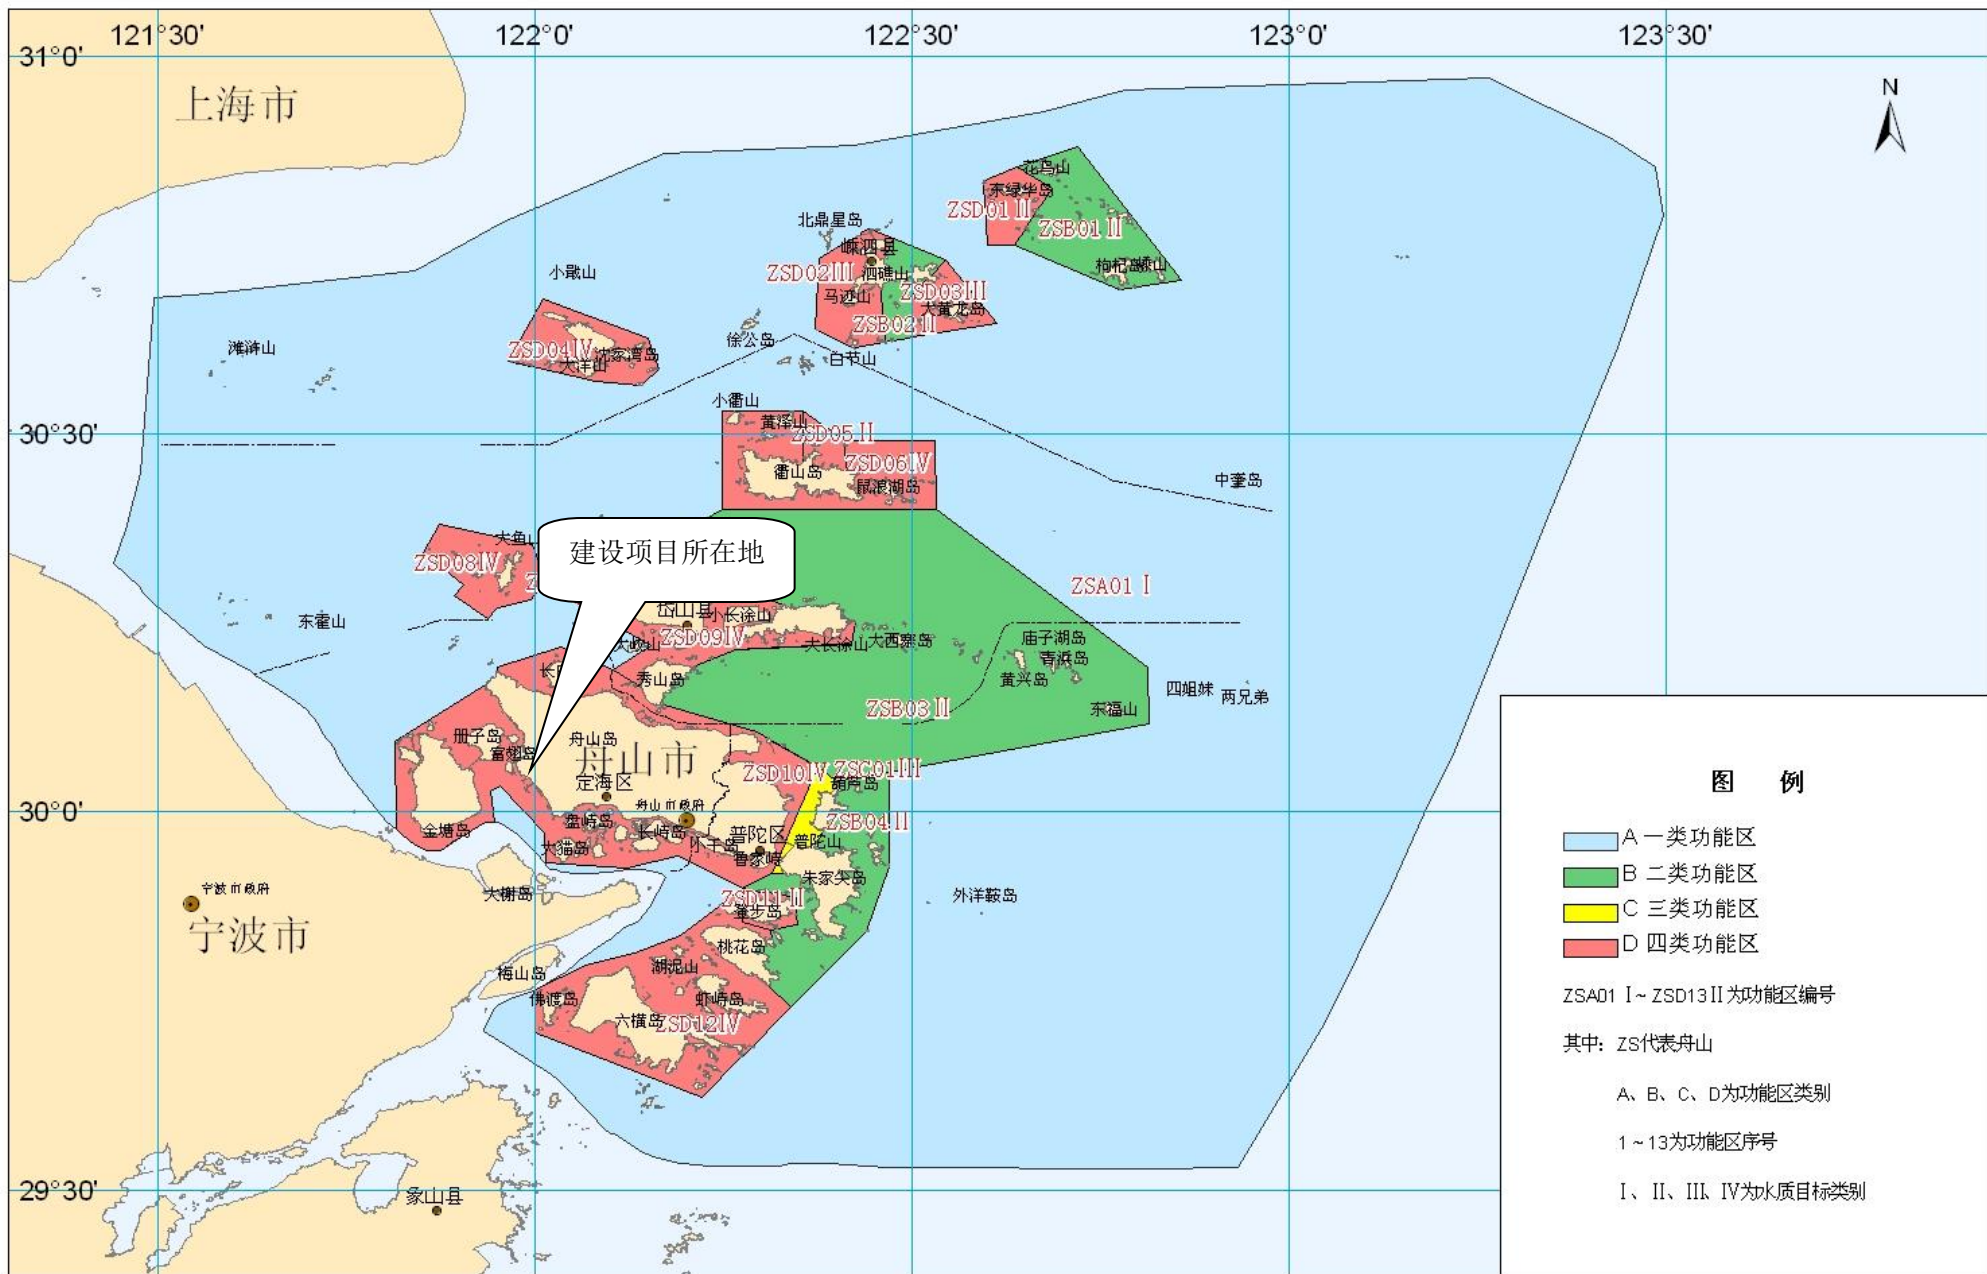 121°30'
122°0'
122°30'
123°0'
123°30'
31°0'
上海市
N
花鸟山
东绿华岛
ZSD01 II
北鼎星岛
ZSB01 II
嵊泗县
枸杞岛
嵊山
小戢山
ZSD02III
泗礁山
ZSD03III
马迹山
大黄龙岛
ZSB02 II
徐公岛
滩浒山
ZSD04IV
沈家湾岛
大洋山
白节山
小衢山
黄泽山
30°30'
ZSD05 II
ZSD06IV
衢山岛
鼠浪湖岛
中奎岛
大鱼山
建设项目所在地
ZSD08IV
ZSA01 I
岱山县
小长涂山
东霍山
ZSD09IV
大长涂山
大西寨岛
庙子湖岛
青浜岛
秀山岛
黄兴岛
四姐妹
两兄弟
ZSB03 II
东福山
册子岛
富翅岛
舟山岛
舟山市
ZSD10IV
ZSC01III
葫芦岛
定海区
30°0'
舟山市政府
ZSB04 II
金塘岛
盘峙岛
长峙岛
普陀区
普陀山
大猫岛
小干岛
鲁家峙
朱家尖岛
宁波市政府
大榭岛
ZSD11 II
登步岛
外洋鞍岛
宁波市
桃花岛
梅山岛
湖泥山
佛渡岛
虾峙岛
六横岛
ZSD12IV
29°30'
象山县
图 例
A 一类功能区
B 二类功能区
C 三类功能区
D 四类功能区
ZSA01 I~ZSD13 II为功能区编号
其中：ZS代表舟山
A、B、C、D为功能区类别
1~13为功能区序号
I、II、III、IV为水质目标类别